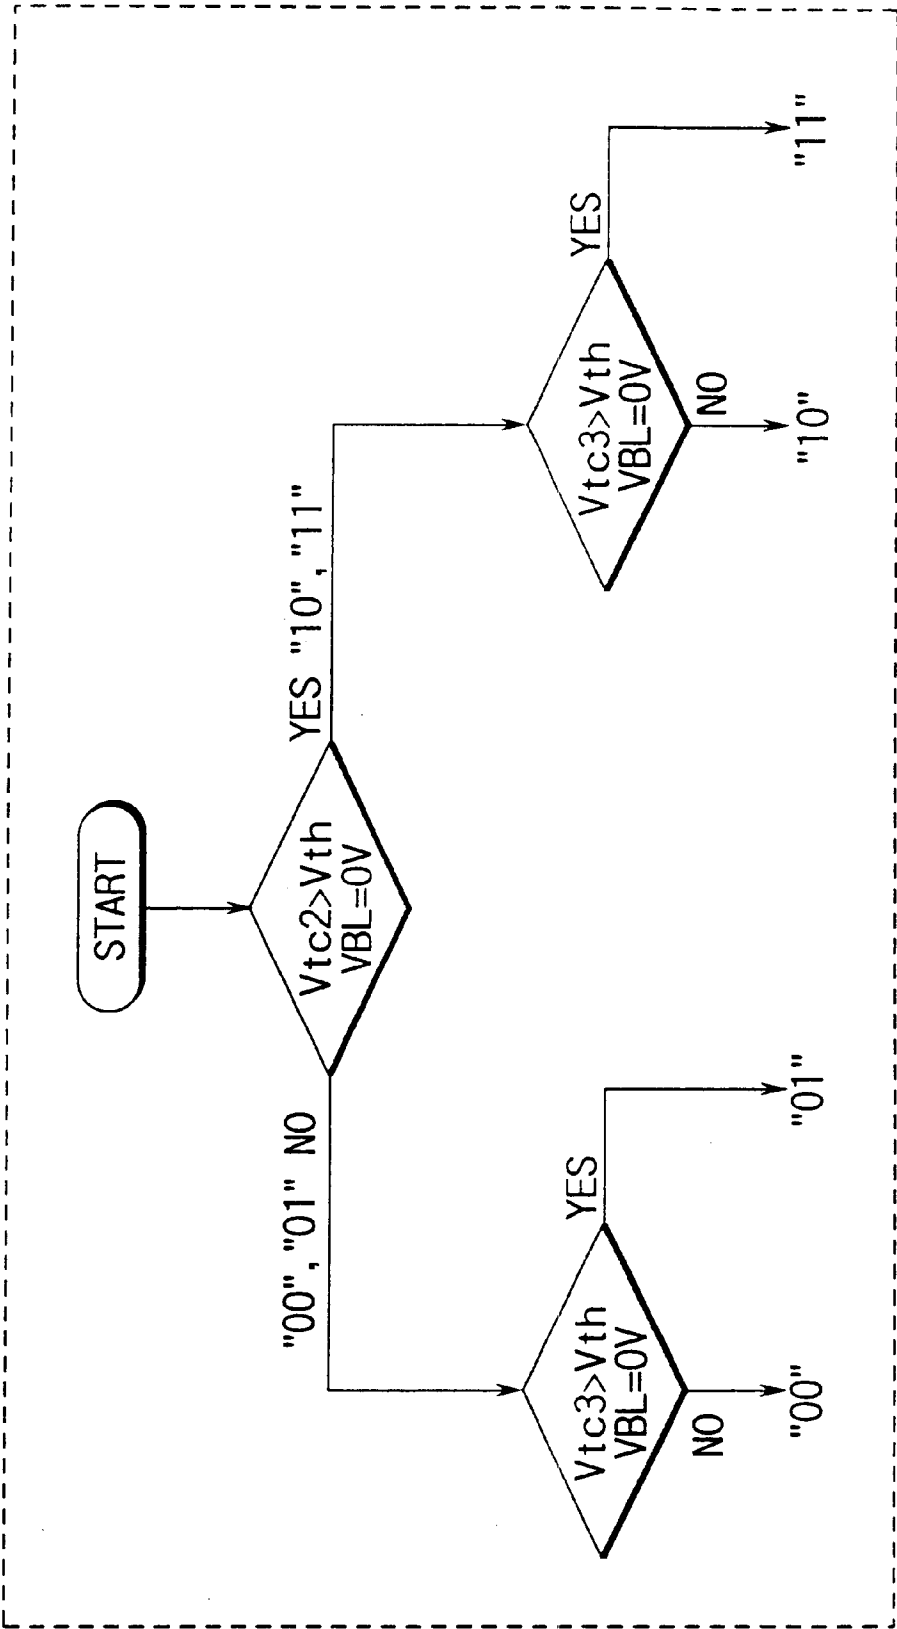 START
Vtc2>Vth
VBL=0V
"00", "01" NO
YES "10", "11"
Vtc3>Vth
VBL=0V
YES
NO
"00"
"01"
Vtc3>Vth
VBL=0V
YES
NO
"10"
"11"